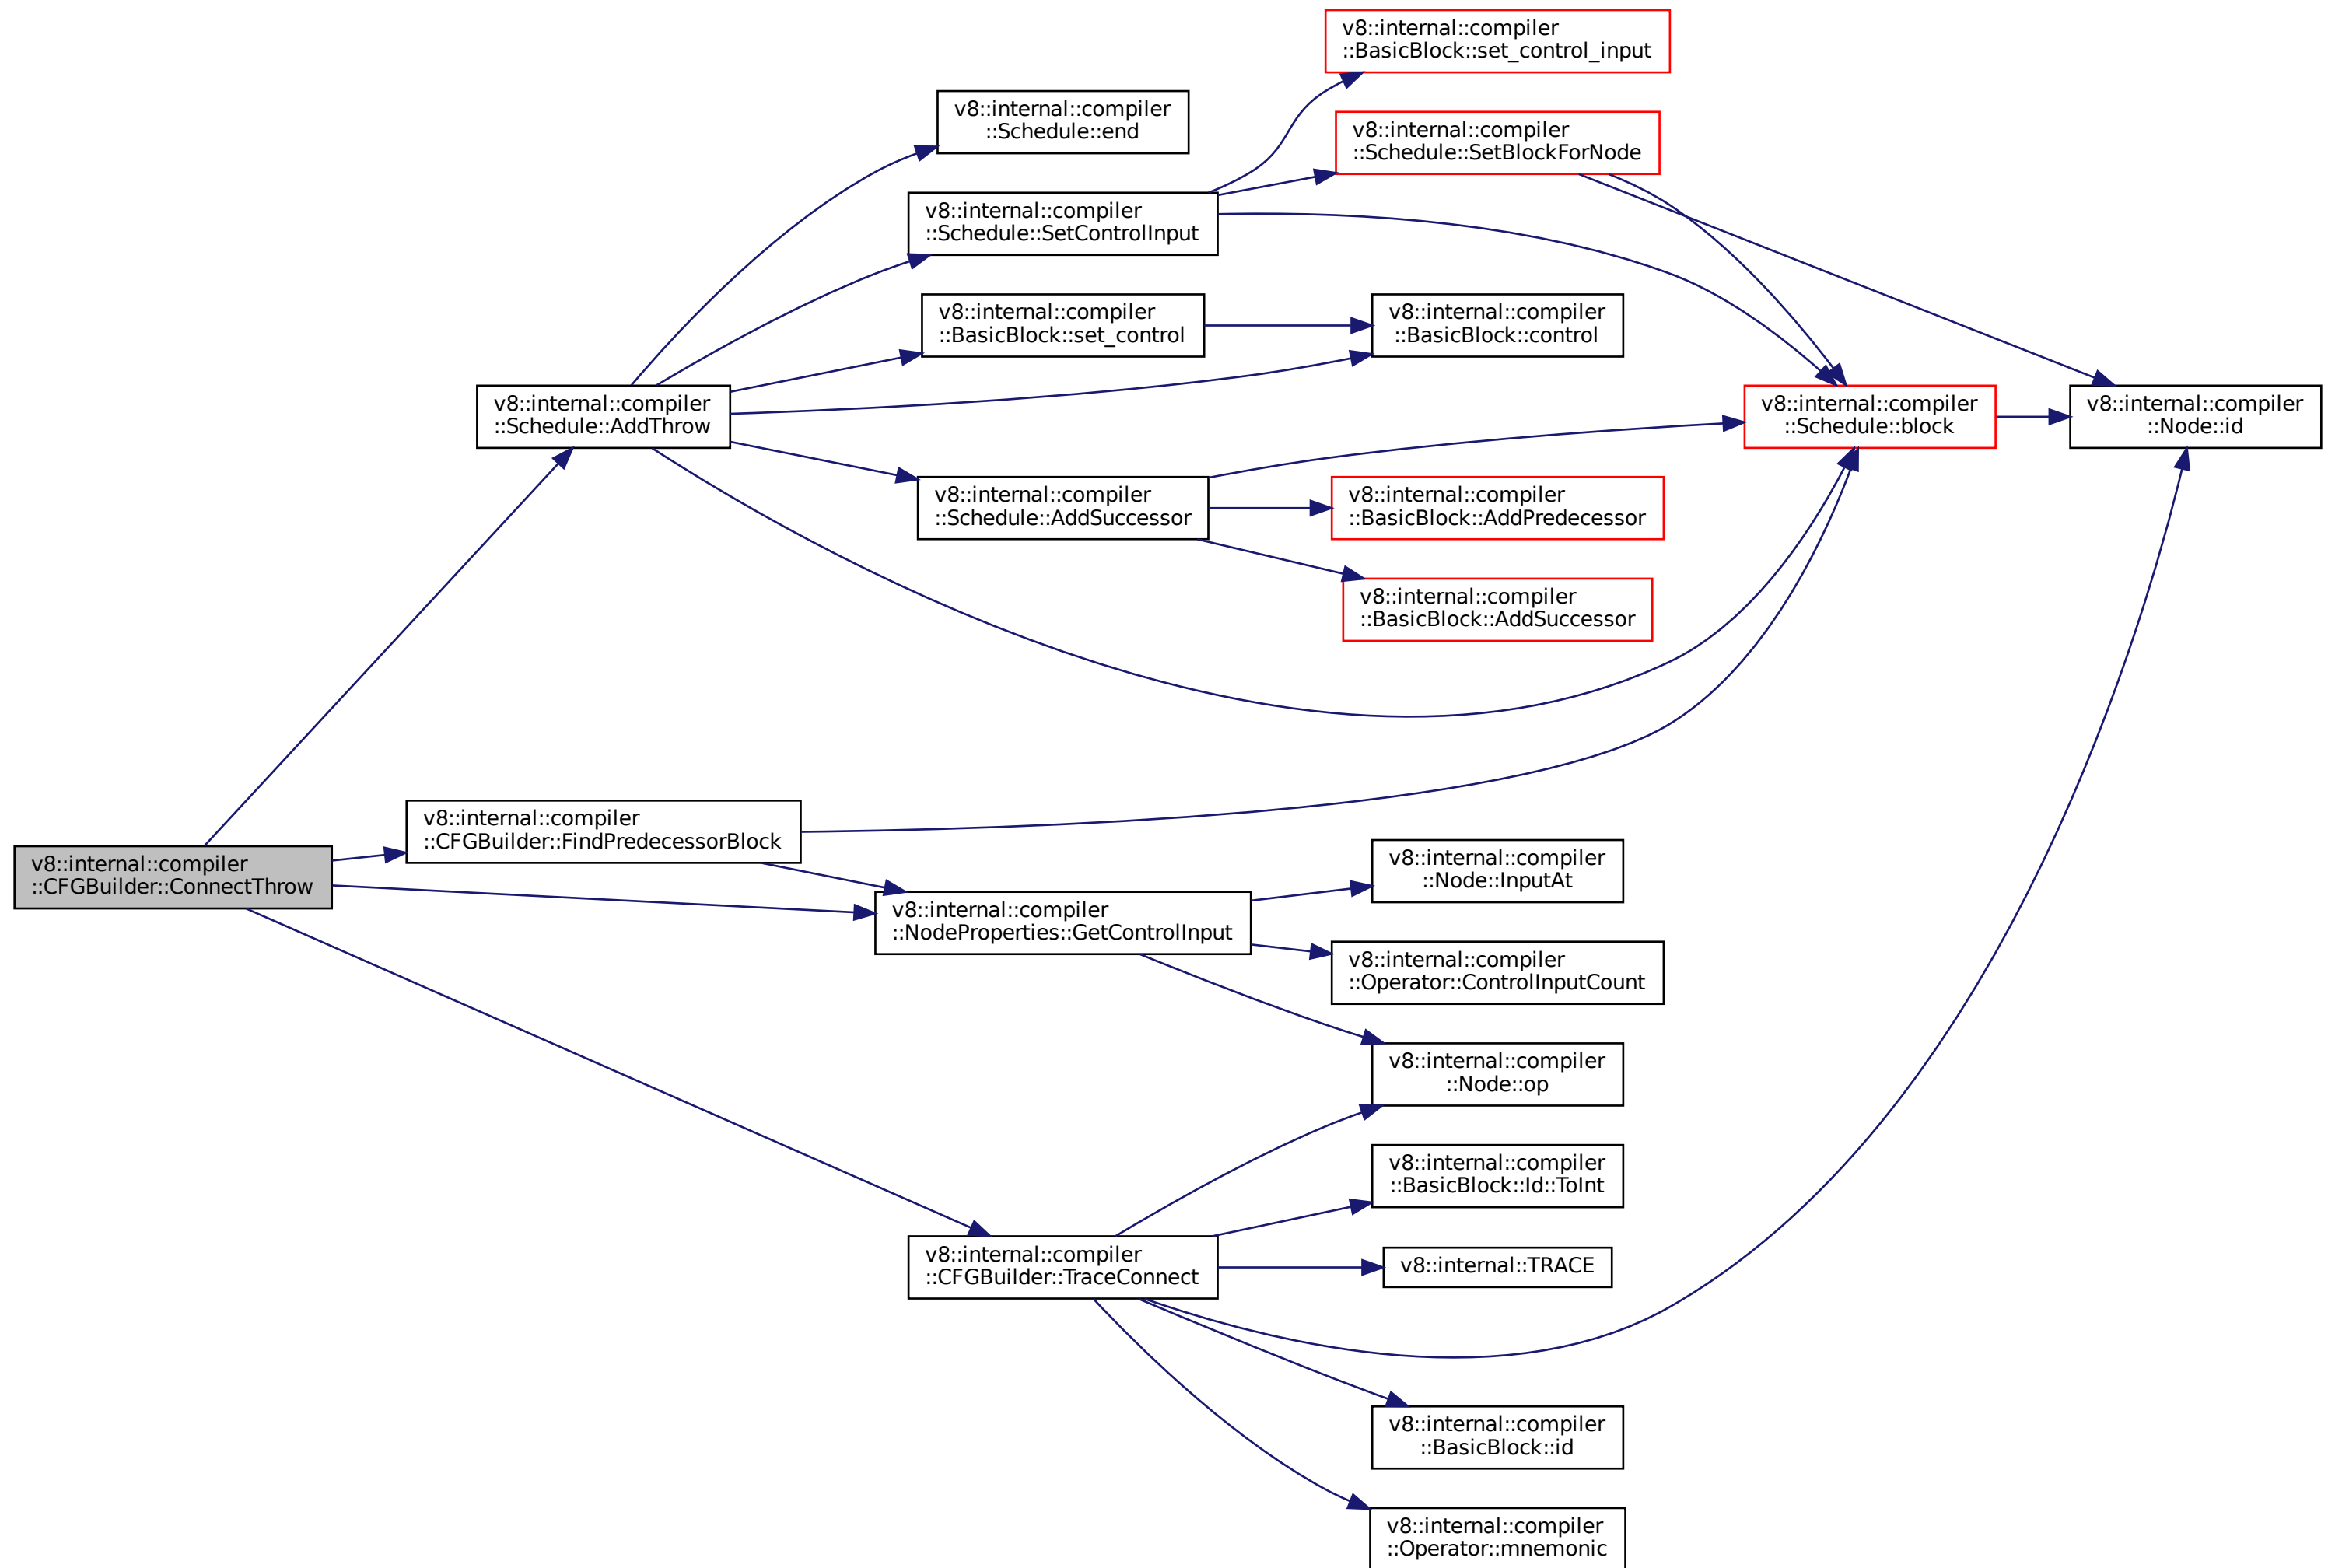 v8::internal::compiler
::BasicBlock::set_control_input
v8::internal::compiler
::Schedule::end
v8::internal::compiler
::Schedule::SetBlockForNode
v8::internal::compiler
::Schedule::SetControlInput
v8::internal::compiler
::BasicBlock::set_control
v8::internal::compiler
::BasicBlock::control
v8::internal::compiler
::Schedule::AddThrow
v8::internal::compiler
::Schedule::block
v8::internal::compiler
::Node::id
v8::internal::compiler
::Schedule::AddSuccessor
v8::internal::compiler
::BasicBlock::AddPredecessor
v8::internal::compiler
::BasicBlock::AddSuccessor
v8::internal::compiler
::CFGBuilder::FindPredecessorBlock
v8::internal::compiler
::CFGBuilder::ConnectThrow
v8::internal::compiler
::Node::InputAt
v8::internal::compiler
::NodeProperties::GetControlInput
v8::internal::compiler
::Operator::ControlInputCount
v8::internal::compiler
::Node::op
v8::internal::compiler
::BasicBlock::Id::ToInt
v8::internal::compiler
::CFGBuilder::TraceConnect
v8::internal::TRACE
v8::internal::compiler
::BasicBlock::id
v8::internal::compiler
::Operator::mnemonic